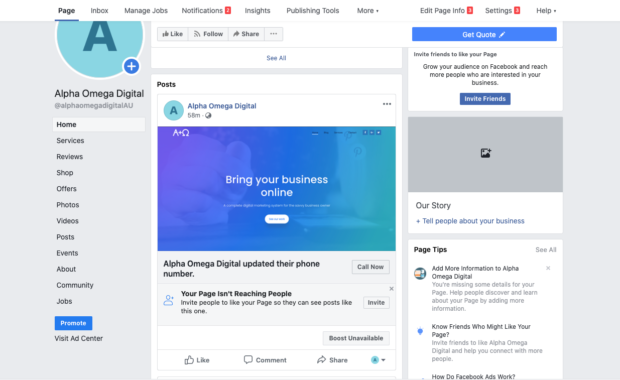 Page Inbox Manage Jobs Notifications 2 Insights Publishing Tools More Edit Page Info 3 Settings 3 Help
A
Alpha Omega Digital
@alphaomegadigitalAU
Home
Services
Reviews
Shop
Offers
Photos
Videos
Posts
Events
About
Community
Jobs
Promote
Visit Ad Center
Like Follow Share ...
See All
Posts
A
Alpha Omega Digital
58m ·
A+Ω
Bring your business
online
Alpha Omega Digital updated their phone
number.
Call Now
Your Page Isn't Reaching People
Invite people to like your Page so they can see posts like
this one.
Invite
Boost Unavailable
Like Comment Share
Get Quote
Invite friends to like your Page
Grow your audience on Facebook and reach
more people who are interested in your
business.
Invite Friends
Our Story
+ Tell people about your business
Page Tips See All
Add More Information to Alpha
Omega Digital
You're missing some details for your
Page. Help people discover and learn
about your Page by adding more
information.
Know Friends Who Might Like Your
Page?
Invite friends to like Alpha Omega
Digital and help you connect with more
people.
How Do Facebook Ads Work?